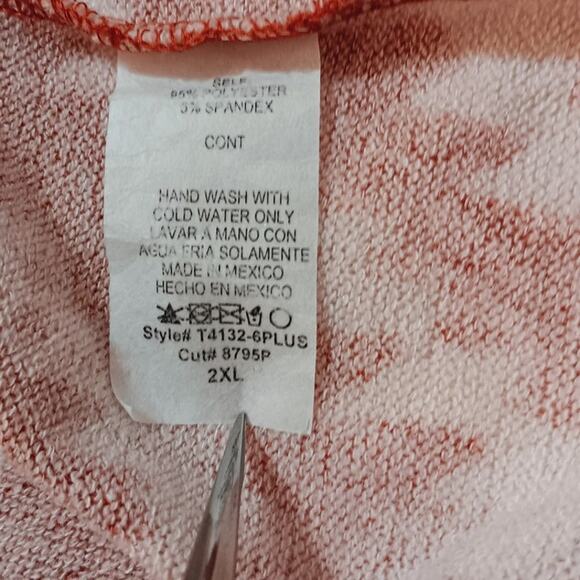 SELF
95% POLYESTER
5% SPANDEX
CONT
HAND WASH WITH
COLD WATER ONLY
LAVAR A MANO CON
AGUA FRIA SOLAMENTE
MADE IN MEXICO
HECHO EN MEXICO
Style# T4132-6PLUS
Cut# 8795P
2XL